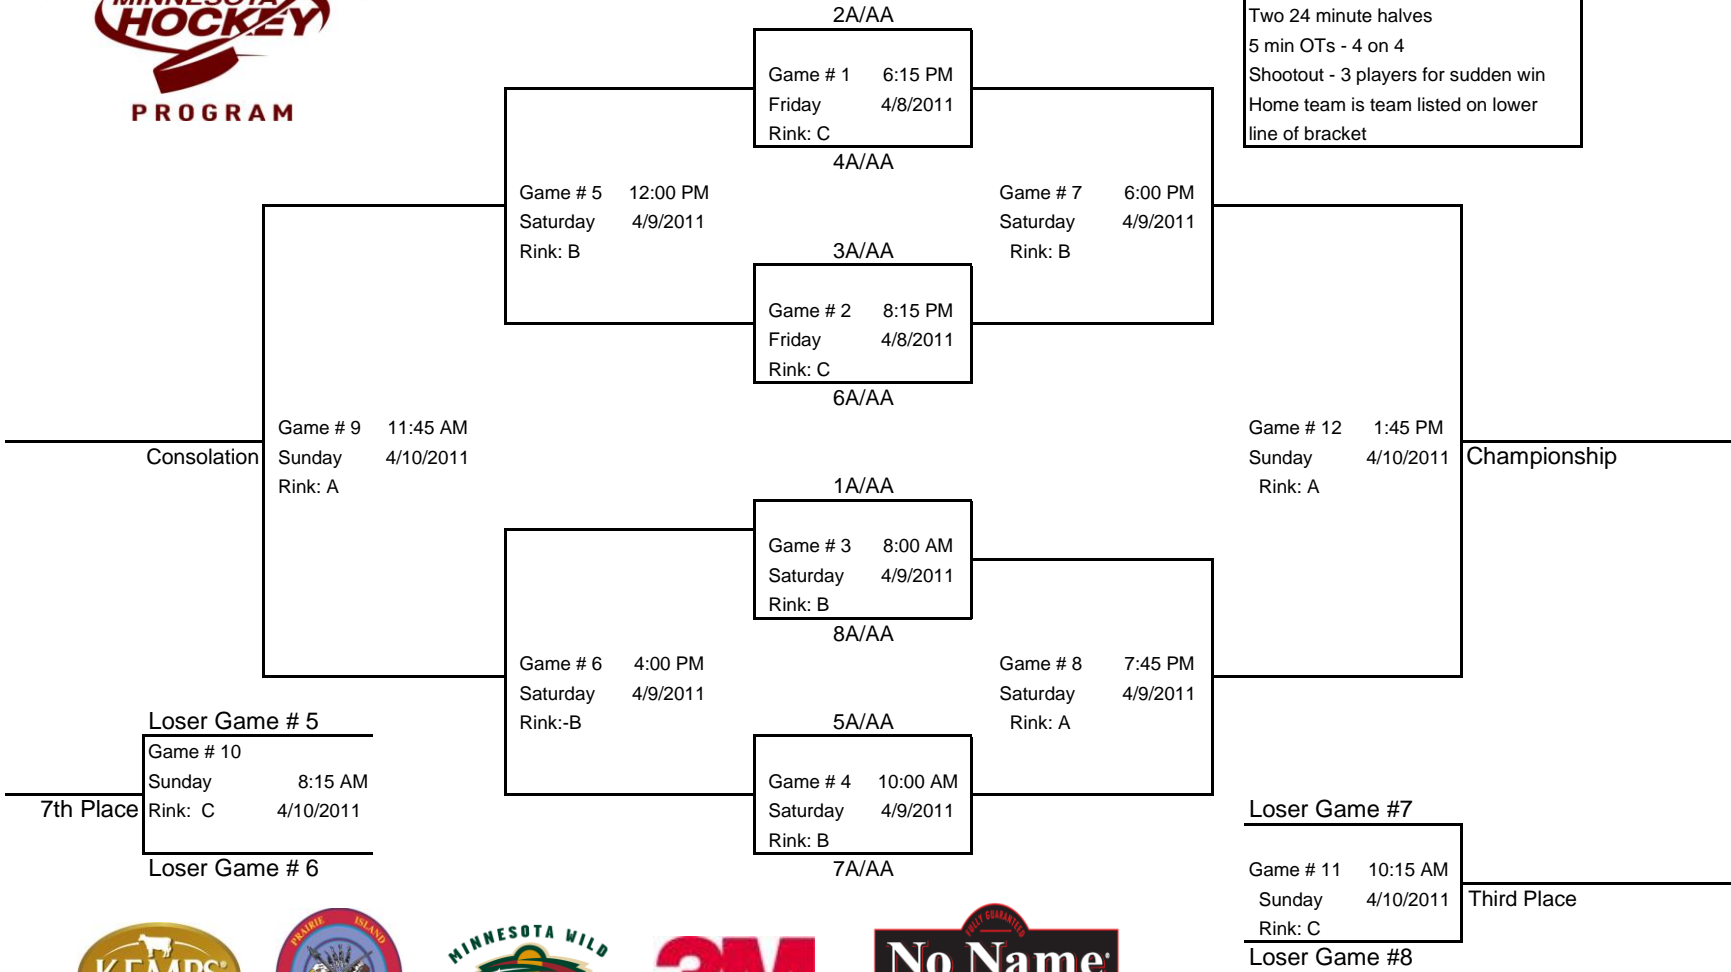 MINNESOTA
HOCKEY
PROGRAM
Two 24 minute halves
5 min OTs - 4 on 4
Shootout - 3 players for sudden win
Home team is team listed on lower
line of bracket
2A/AA
Game # 1 6:15 PM
Friday 4/8/2011
Rink: C
4A/AA
Game # 5 12:00 PM
Saturday 4/9/2011
Rink: B
Game # 7 6:00 PM
Saturday 4/9/2011
Rink: B
3A/AA
Game # 2 8:15 PM
Friday 4/8/2011
Rink: C
6A/AA
Game # 9 11:45 AM
Consolation Sunday 4/10/2011
Rink: A
Game # 12 1:45 PM
Sunday 4/10/2011 Championship
Rink: A
1A/AA
Game # 3 8:00 AM
Saturday 4/9/2011
Rink: B
8A/AA
Game # 6 4:00 PM
Saturday 4/9/2011
Rink:-B
Game # 8 7:45 PM
Saturday 4/9/2011
Rink: A
5A/AA
Game # 4 10:00 AM
Saturday 4/9/2011
Rink: B
7A/AA
Loser Game # 5
Game # 10
Sunday 8:15 AM
7th Place Rink: C 4/10/2011
Loser Game # 6
Loser Game #7
Game # 11 10:15 AM
Sunday 4/10/2011 Third Place
Rink: C
Loser Game #8
KEMPS
PRAIRIE ISLAND
MINNESOTA WILD
3M
FULLY GUARANTEED
No Name